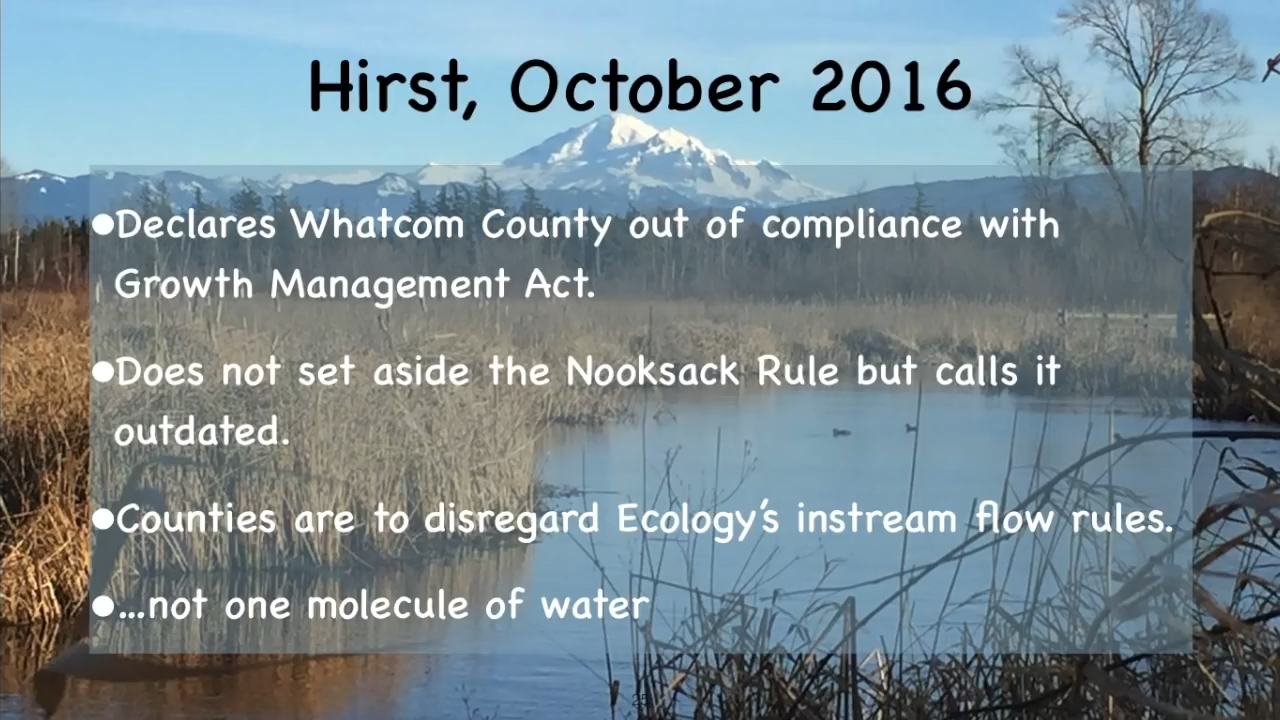 Hirst, October 2016
●Declares Whatcom County out of compliance with
Growth Management Act.
●Does not set aside the Nooksack Rule but calls it
outdated.
●Counties are to disregard Ecology's instream flow rules.
●...not one molecule of water